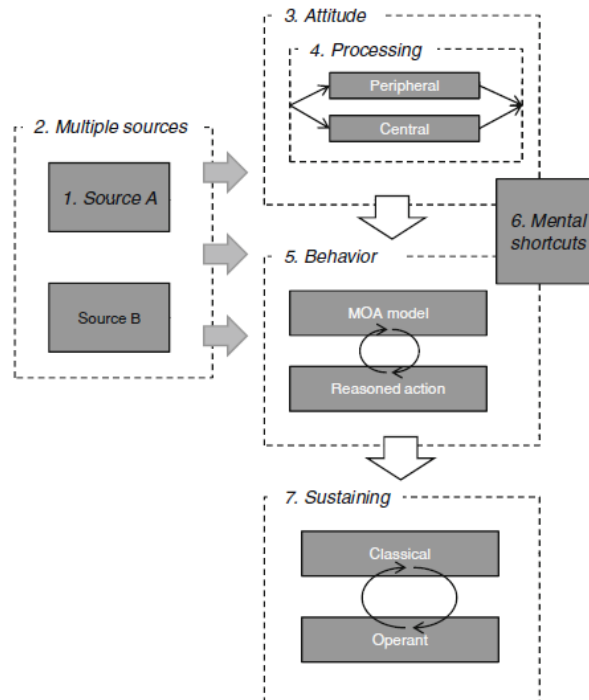 3. Attitude
4. Processing
Peripheral
Central
2. Multiple sources
1. Source A
Source B
6. Mental
shortcuts
5. Behavior
MOA model
Reasoned action
7. Sustaining
Classical
Operant